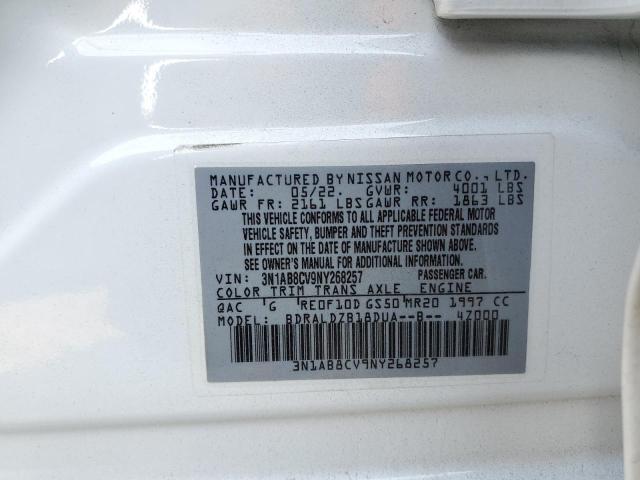 MANUFACTURED BY NISSAN MOTOR CO., LTD.
DATE: 05/22. GVWR: 4001 LBS
GAWR FR: 2161 LBS GAWR RR: 1863 LBS
THIS VEHICLE CONFORMS TO ALL APPLICABLE FEDERAL MOTOR
VEHICLE SAFETY, BUMPER AND THEFT PREVENTION STANDARDS
IN EFFECT ON THE DATE OF MANUFACTURE SHOWN ABOVE.
SEE OWNER'S MANUAL FOR ADDITIONAL INFORMATION.
VIN: 3N1AB8CV9NY268257 PASSENGER CAR.
COLOR TRIM TRANS AXLE ENGINE
QAC 'G RE0F10D GS50 MR20 1997 CC
MODEL: BDRALDZB18DUA--B-- 4Z000
3N1AB8CV9NY268257